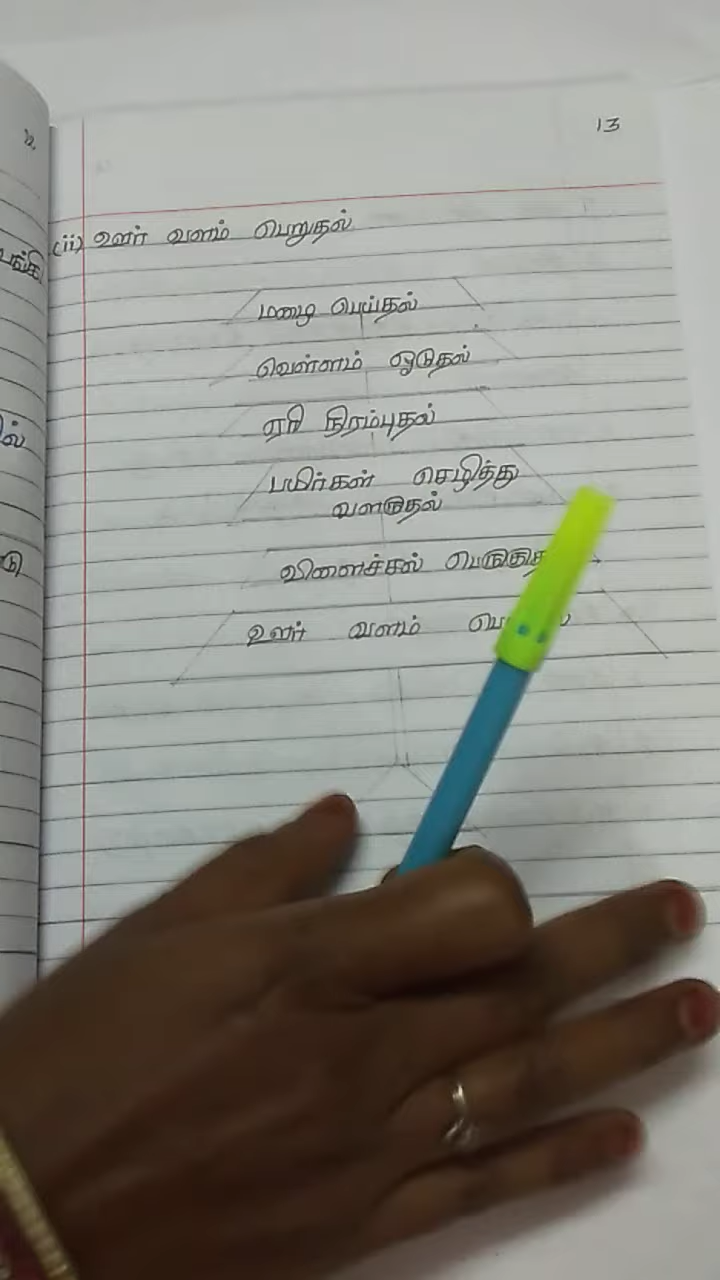 13
(ii) ஊர் வளம் பெறுதல்
மழை பெய்தல்
வெள்ளம் ஓடுதல்
ஏரி நிரம்புதல்
பயிர்கள் செழித்து
வளருதல்
விளைச்சல்
ஊர் வளம்